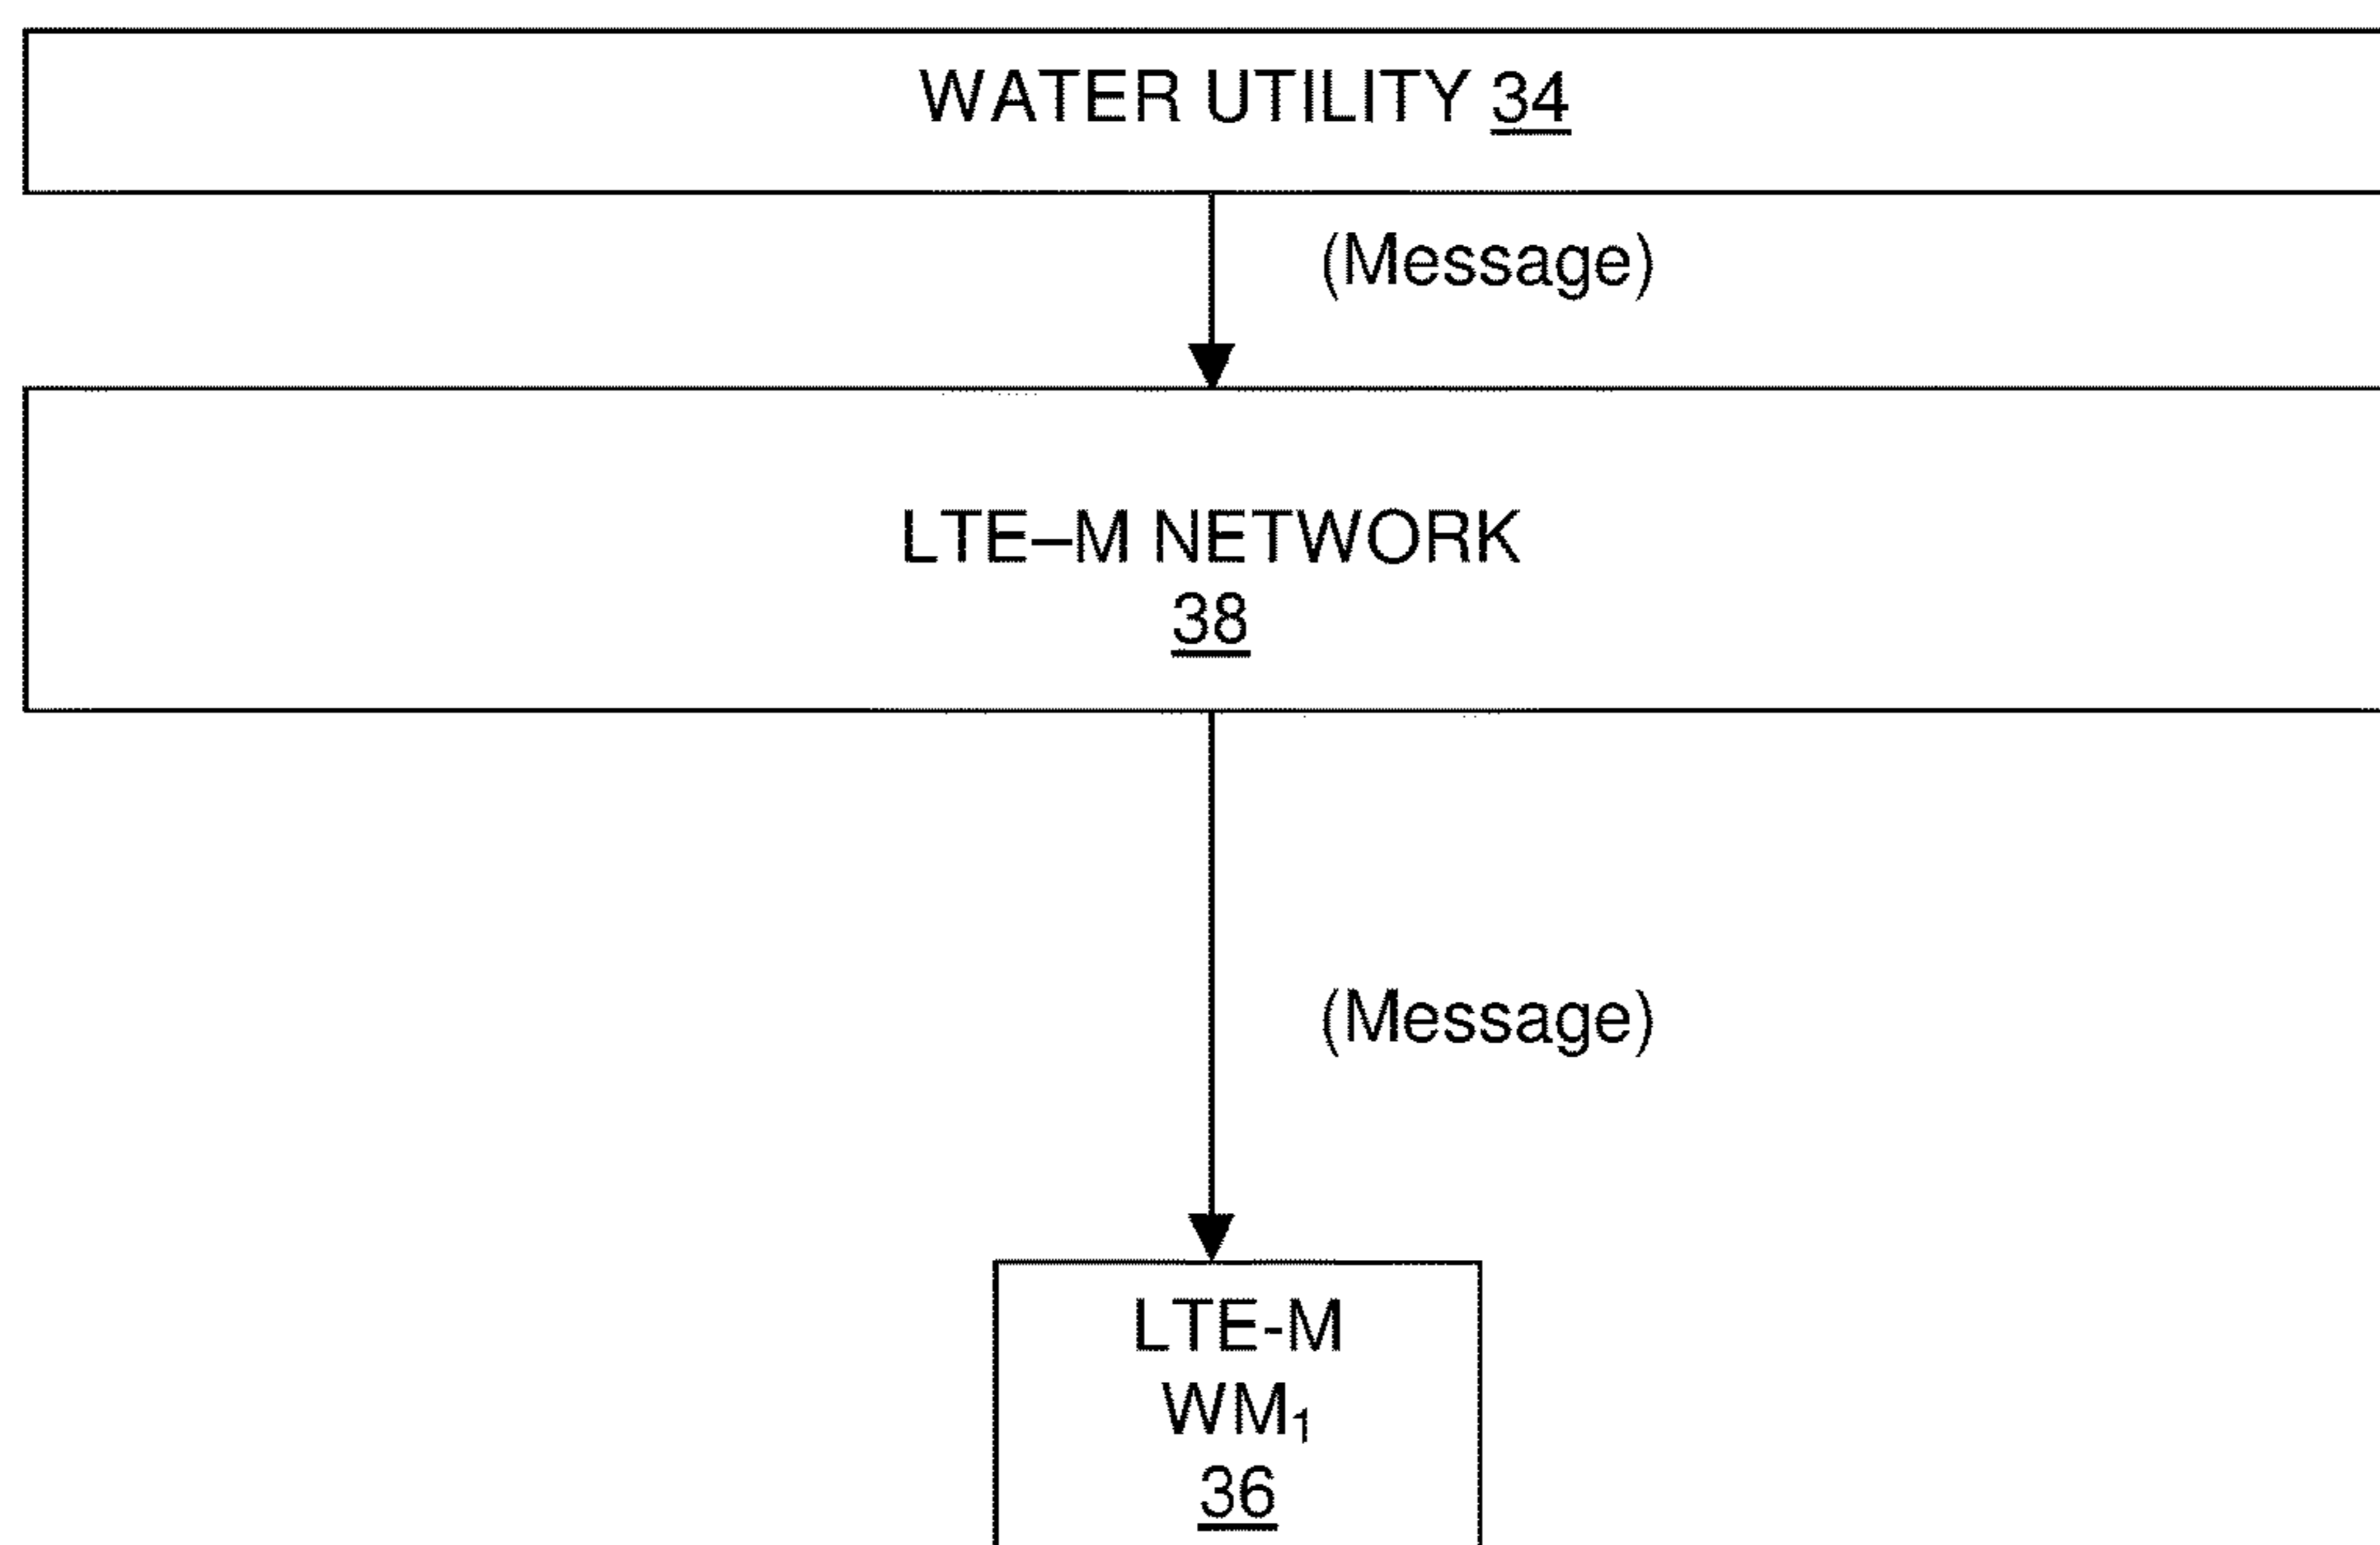 WATER UTILITY 34
(Message)
LTE–M NETWORK
38
(Message)
LTE-M
WM₁
36